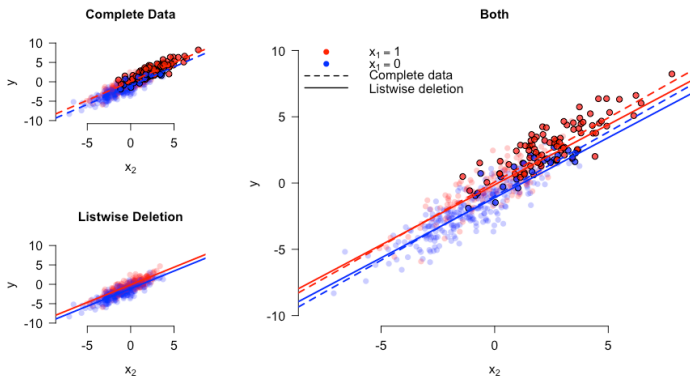 Complete Data
10
5
y
0
-5
-10
-5
0
5
x2
Listwise Deletion
10
5
y
0
-5
-10
-5
0
5
x2
Both
10
x1 = 1
x1 = 0
Complete data
Listwise deletion
5
y
0
-5
-10
-5
0
5
x2